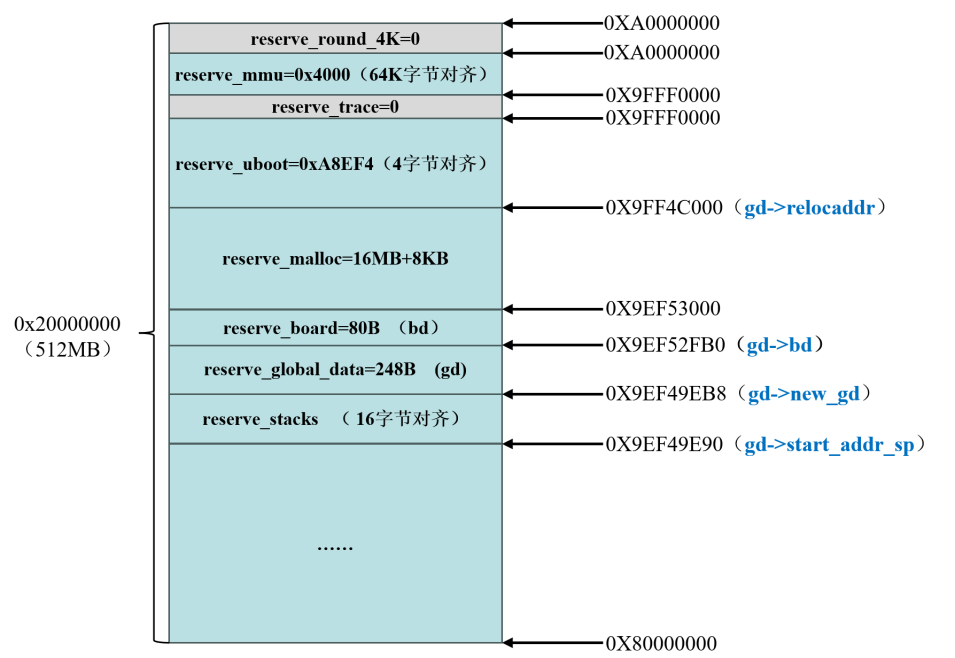 0XA0000000
reserve_round_4K=0
0XA0000000
reserve_mmu=0x4000（64K字节对齐）
0X9FFF0000
reserve_trace=0
0X9FFF0000
reserve_uboot=0xA8EF4（4字节对齐）
0X9FF4C000（gd->relocaddr）
reserve_malloc=16MB+8KB
0X9EF53000
0x20000000
（512MB）
reserve_board=80B （bd）
0X9EF52FB0（gd->bd）
reserve_global_data=248B (gd)
0X9EF49EB8（gd->new_gd）
reserve_stacks （ 16字节对齐）
0X9EF49E90（gd->start_addr_sp）
......
0X80000000